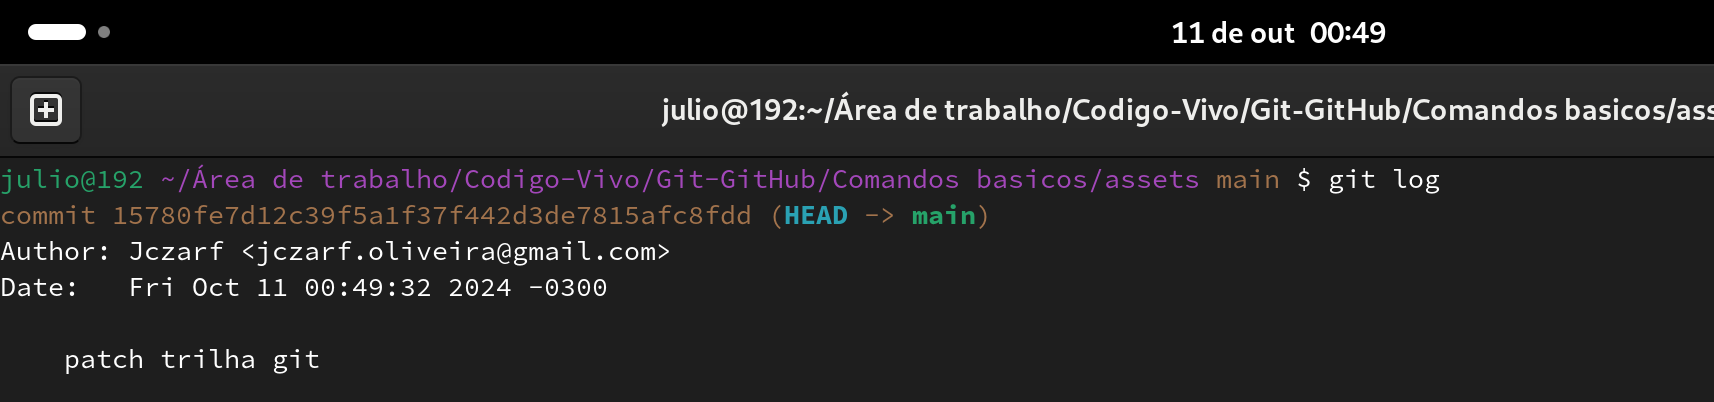 11 de out 00:49
julio@192:~/Área de trabalho/Codigo-Vivo/Git-GitHub/Comandos basicos/ass
julio@192 ~/Área de trabalho/Codigo-Vivo/Git-GitHub/Comandos basicos/assets main $ git log
commit 15780fe7d12c39f5a1f37f442d3de7815afc8fdd (HEAD -> main)
Author: Jczarf <jczarf.oliveira@gmail.com>
Date:   Fri Oct 11 00:49:32 2024 -0300
    patch trilha git